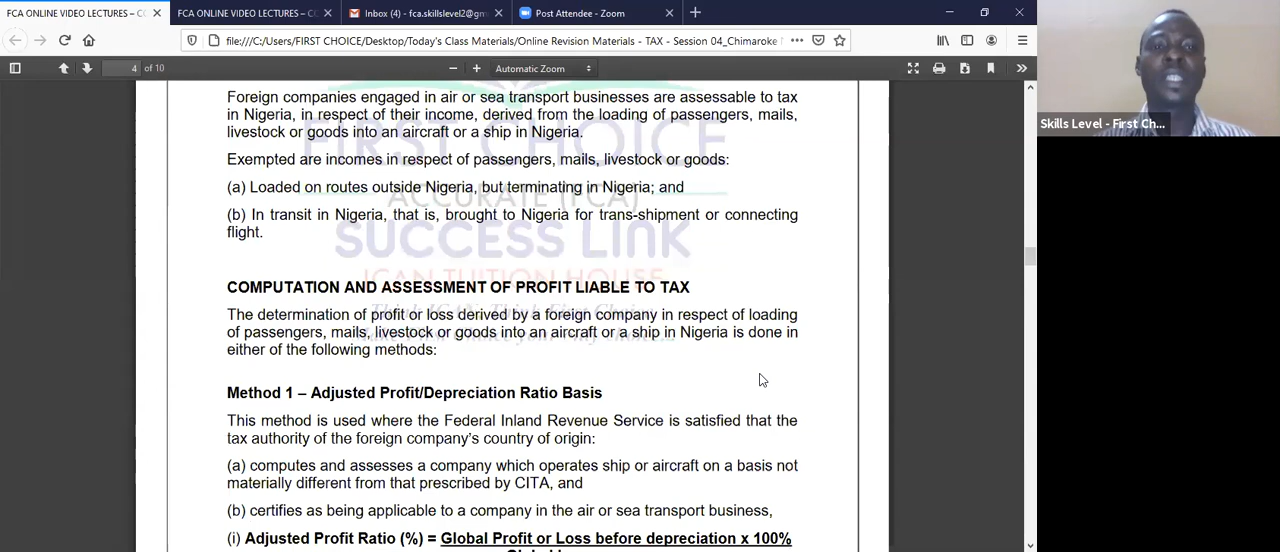 FCA ONLINE VIDEO LECTURES – CO
FCA ONLINE VIDEO LECTURES – CC
Inbox (4) - fca.skillslevel2@gm
Post Attendee - Zoom
file:///C:/Users/FIRST CHOICE/Desktop/Today's Class Materials/Online Revision Materials - TAX - Session 04_Chimaroke
4 of 10
Automatic Zoom
Skills Level - First Ch...
Foreign companies engaged in air or sea transport businesses are assessable to tax
in Nigeria, in respect of their income, derived from the loading of passengers, mails,
livestock or goods into an aircraft or a ship in Nigeria.
FIRST CHOICE
Exempted are incomes in respect of passengers, mails, livestock or goods:
(a) Loaded on routes outside Nigeria, but terminating in Nigeria; and
ACCURATE (FCA)
(b) In transit in Nigeria, that is, brought to Nigeria for trans-shipment or connecting
flight.
SUCCESS LINK
ICAN TUITION HOUSE
COMPUTATION AND ASSESSMENT OF PROFIT LIABLE TO TAX
The determination of profit or loss derived by a foreign company in respect of loading
of passengers, mails, livestock or goods into an aircraft or a ship in Nigeria is done in
either of the following methods:
Method 1 – Adjusted Profit/Depreciation Ratio Basis
This method is used where the Federal Inland Revenue Service is satisfied that the
tax authority of the foreign company's country of origin:
(a) computes and assesses a company which operates ship or aircraft on a basis not
materially different from that prescribed by CITA, and
(b) certifies as being applicable to a company in the air or sea transport business,
(i) Adjusted Profit Ratio (%) = Global Profit or Loss before depreciation x 100%